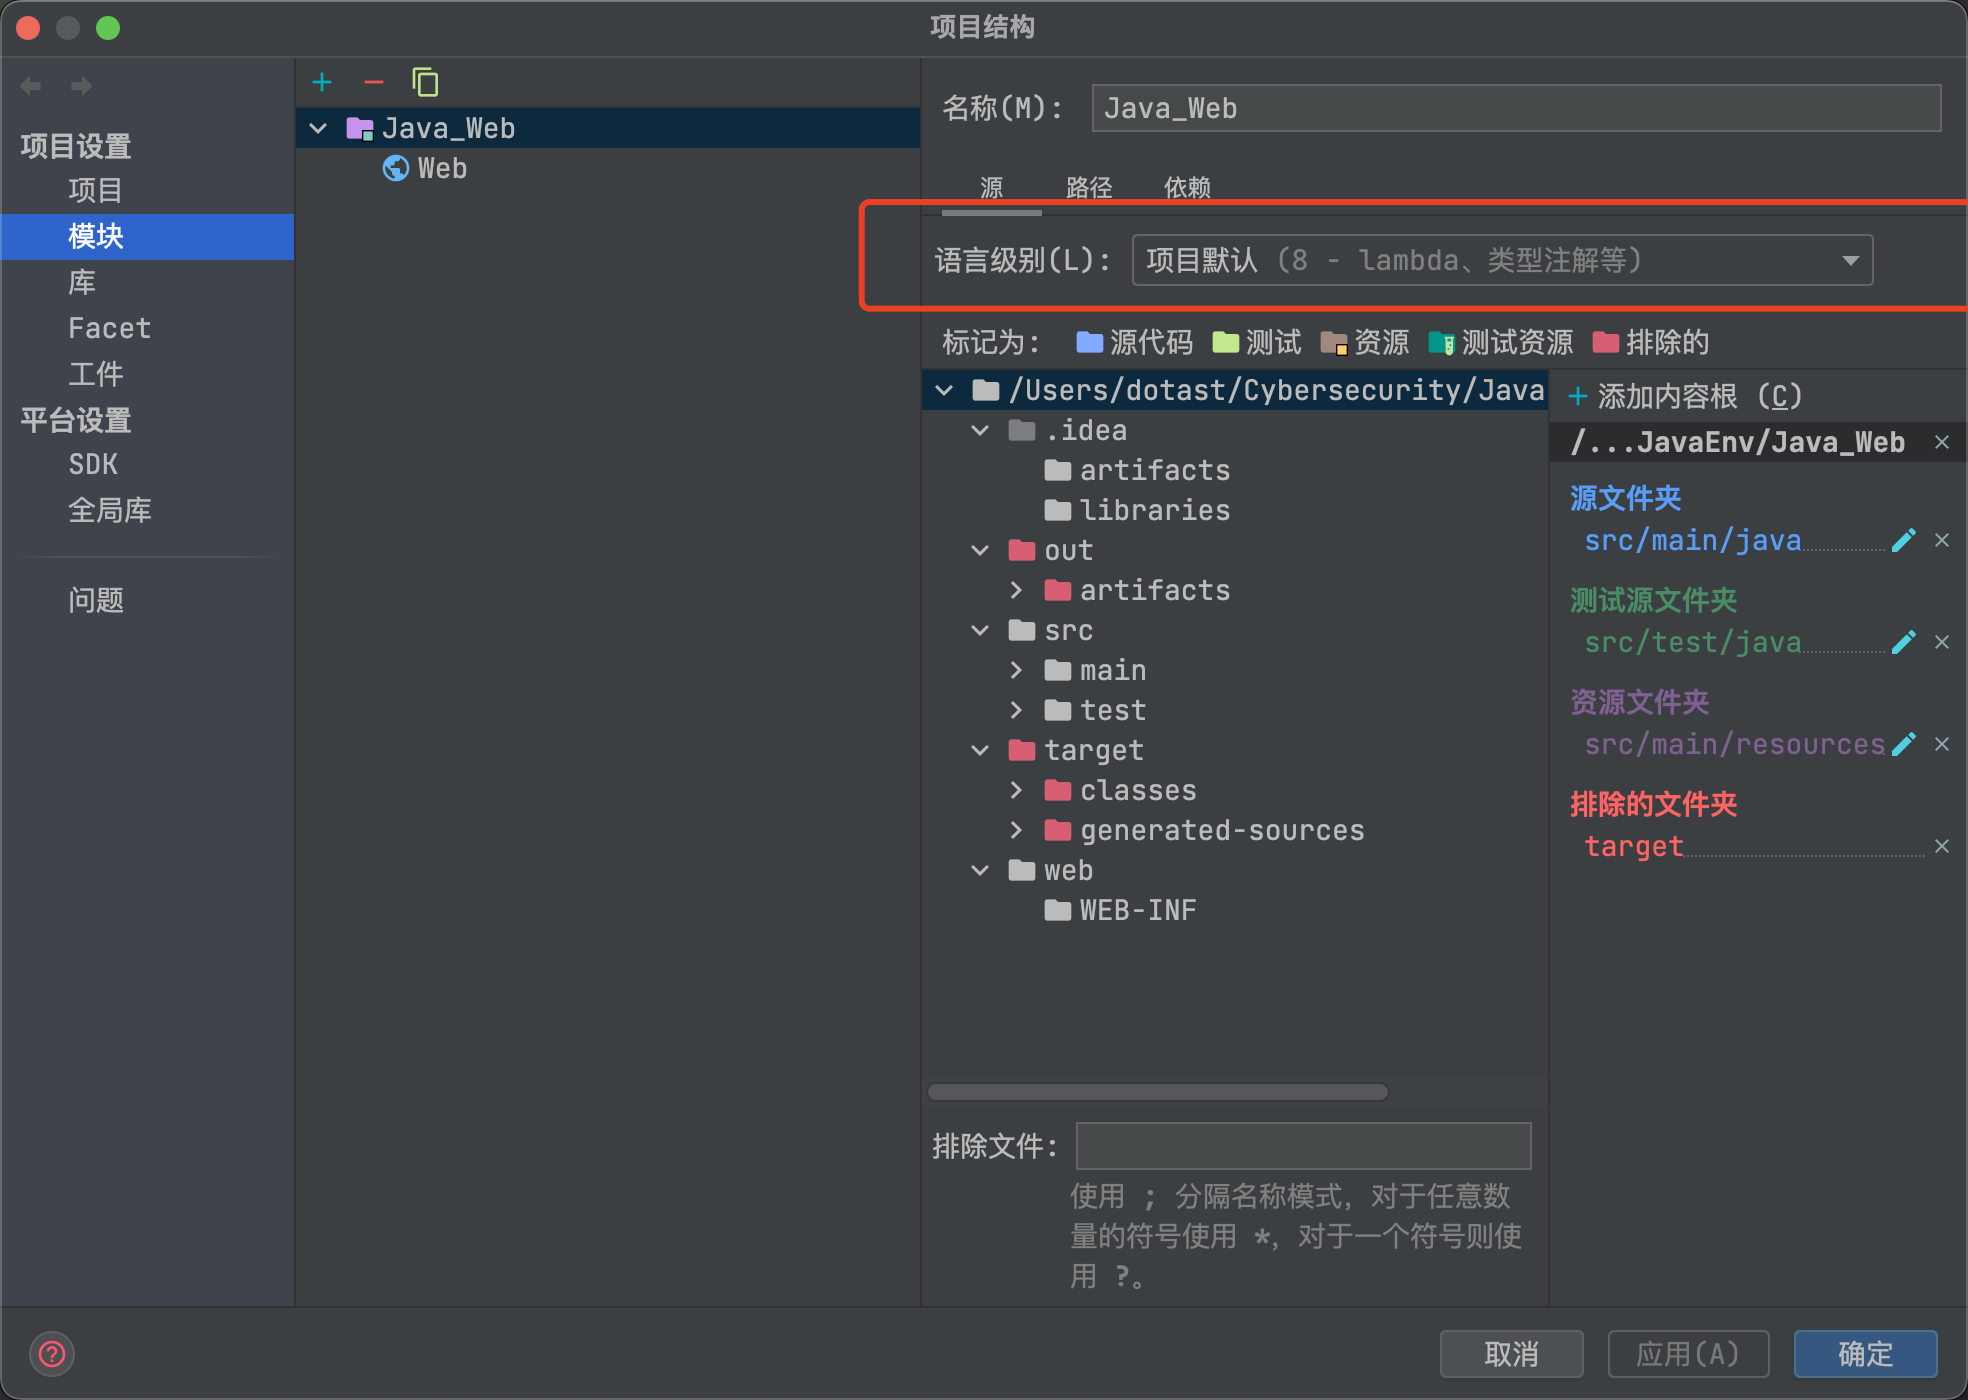 项目结构
项目设置
项目
模块
库
Facet
工件
平台设置
SDK
全局库
问题
Java_Web
Web
名称(M): Java_Web
源 路径 依赖
语言级别(L): 项目默认 (8 - lambda、类型注解等)
标记为: 源代码 测试 资源 测试资源 排除的
/Users/dotast/Cybersecurity/Java
.idea
artifacts
libraries
out
artifacts
src
main
test
target
classes
generated-sources
web
WEB-INF
+ 添加内容根 (C)
/...JavaEnv/Java_Web
源文件夹
src/main/java
测试源文件夹
src/test/java
资源文件夹
src/main/resources
排除的文件夹
target
排除文件:
使用 ; 分隔名称模式, 对于任意数
量的符号使用 *, 对于一个符号则使
用 ?。
?
取消 应用(A) 确定